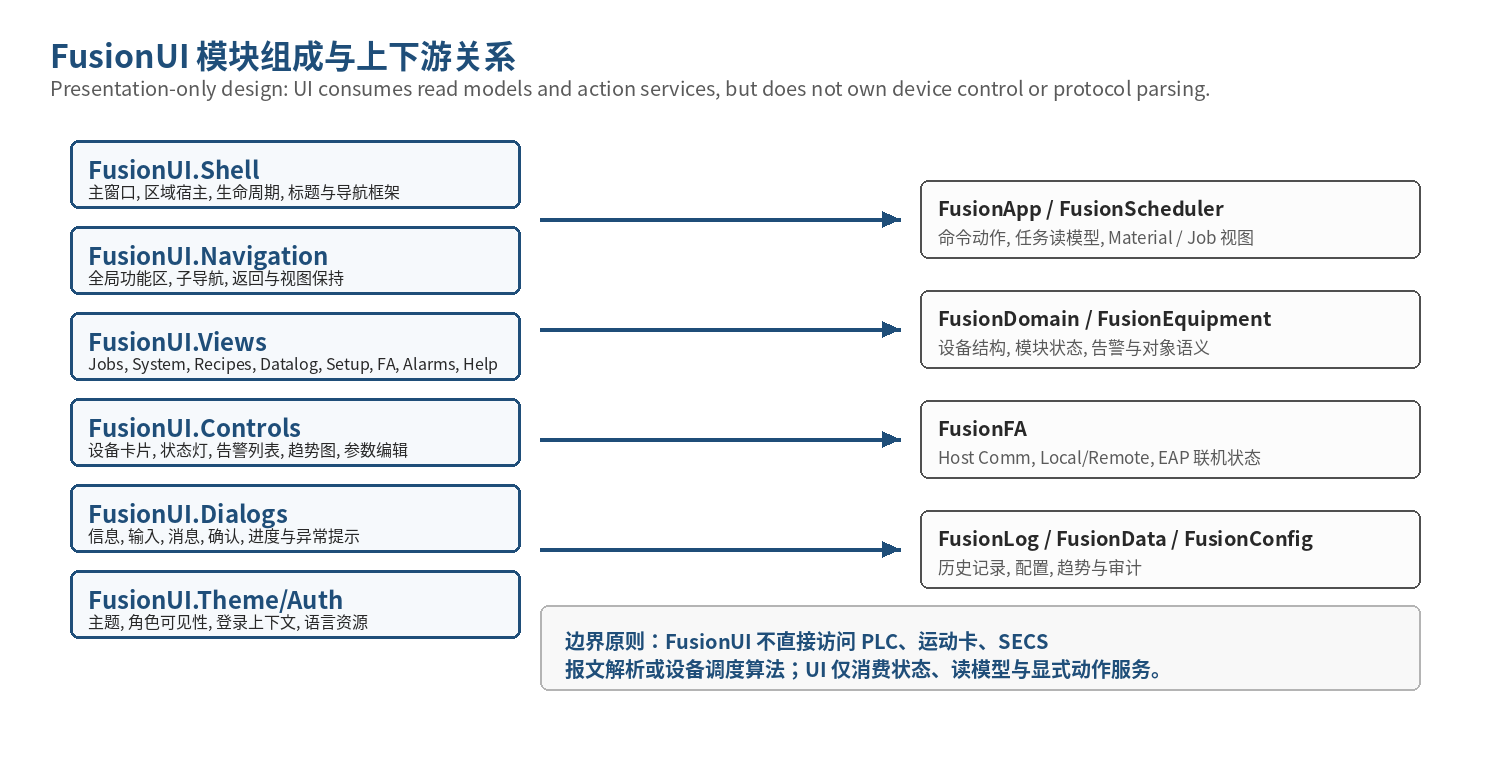 FusionUI 模块组成与上下游关系
Presentation-only design: UI consumes read models and action services, but does not own device control or protocol parsing.
FusionUI.Shell
主窗口, 区域宿主, 生命周期, 标题与导航框架
FusionUI.Navigation
全局功能区, 子导航, 返回与视图保持
FusionUI.Views
Jobs, System, Recipes, Datalog, Setup, FA, Alarms, Help
FusionUI.Controls
设备卡片, 状态灯, 告警列表, 趋势图, 参数编辑
FusionUI.Dialogs
信息, 输入, 消息, 确认, 进度与异常提示
FusionUI.Theme/Auth
主题, 角色可见性, 登录上下文, 语言资源
FusionApp / FusionScheduler
命令动作, 任务读模型, Material / Job 视图
FusionDomain / FusionEquipment
设备结构, 模块状态, 告警与对象语义
FusionFA
Host Comm, Local/Remote, EAP 联机状态
FusionLog / FusionData / FusionConfig
历史记录, 配置, 趋势与审计
边界原则：FusionUI 不直接访问 PLC、运动卡、SECS
报文解析或设备调度算法；UI 仅消费状态、读模型与显式动作服务。